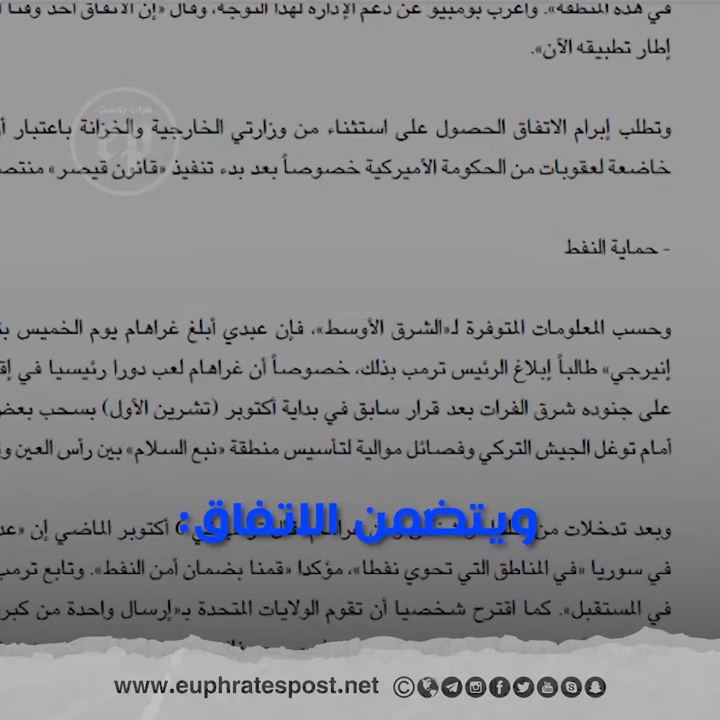 في هذه المنطقة». وأعرب بومبيو عن دعم الإدارة لهذا التوجه، وقال «إن الاتفاق أخذ وقتا
إطار تطبيقه الآن».
فرات بوست
وتطلب إبرام الاتفاق الحصول على استثناء من وزارتي الخارجية والخزانة باعتبار
خاضعة لعقوبات من الحكومة الأميركية خصوصاً بعد بدء تنفيذ «قانون قيصر»
- حماية النفط
وحسب المعلومات المتوفرة لـ«الشرق الأوسط»، فإن عبدي أبلغ غراهام يوم الخميس
إنيرجي» طالباً إبلاغ الرئيس ترمب بذلك، خصوصاً أن غراهام لعب دورا رئيسيا في
على جنوده شرق الفرات بعد قرار سابق في بداية أكتوبر (تشرين الأول) بسحب
أمام توغل الجيش التركي وفصائل موالية لتأسيس منطقة «نبع السلام» بين رأس العين
وبعد تدخلات من 6 أكتوبر الماضي إن
ويتضمن الاتفاق:
في سوريا «في المناطق التي تحوي نفطا»، مؤكدا «قمنا بضمان أمن النفط». وتابع ترمب
في المستقبل». كما اقترح شخصيا أن تقوم الولايات المتحدة بـ«إرسال واحدة من
www.euphratespost.net ©